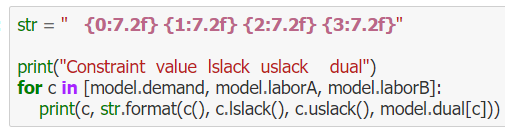 str = "   {0:7.2f} {1:7.2f} {2:7.2f} {3:7.2f}"
print("Constraint  value  lslack  uslack    dual")
for c in [model.demand, model.laborA, model.laborB]:
    print(c, str.format(c(), c.lslack(), c.uslack(), model.dual[c]))